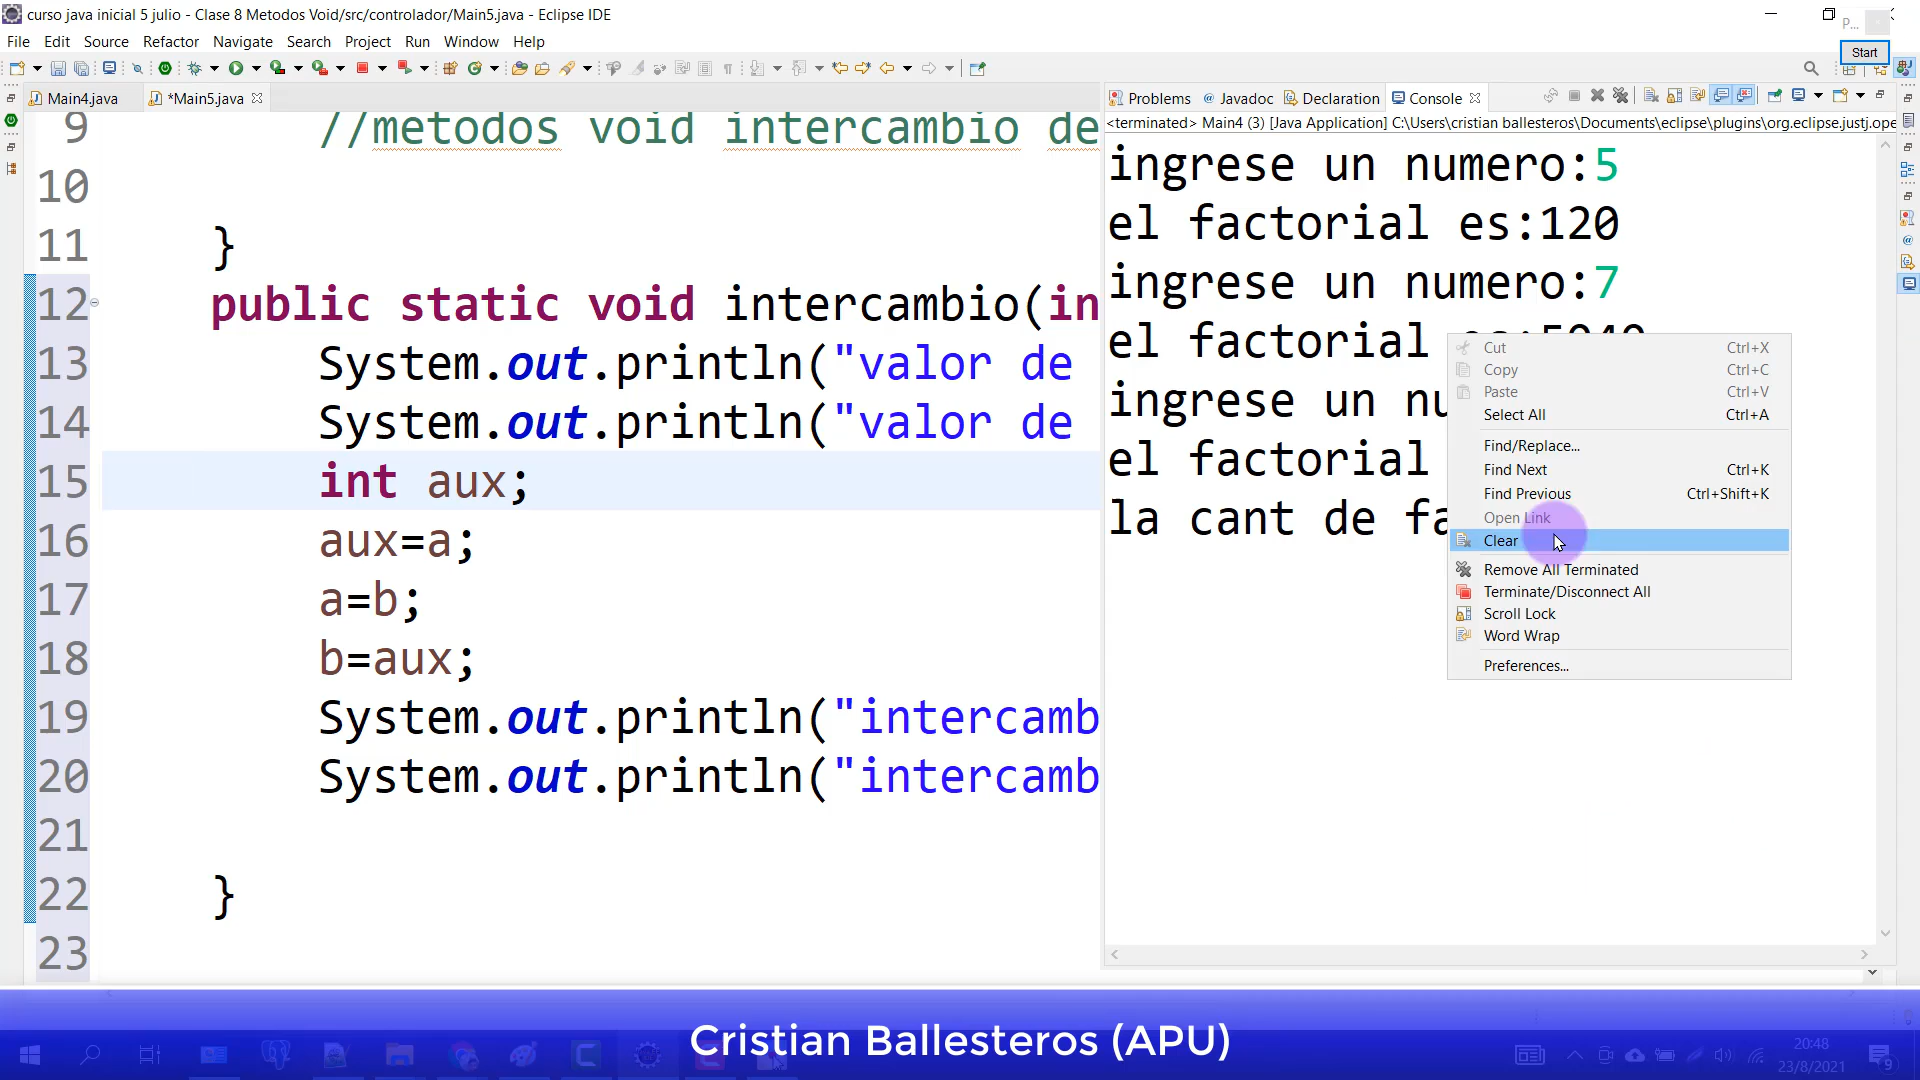 curso java inicial 5 julio - Clase 8 Metodos Void/src/controlador/Main5.java - Eclipse IDE
P...
File Edit Source Refactor Navigate Search Project Run Window Help
Start
Main4.java
*Main5.java
Problems Javadoc Declaration Console
<terminated> Main4 (3) [Java Application] C:\Users\cristian ballesteros\Documents\eclipse\plugins\org.eclipse.justj.ope
9 //metodos void intercambio de
10
11 }
12 public static void intercambio(in
13 System.out.println("valor de
14 System.out.println("valor de
15 int aux;
16 aux=a;
17 a=b;
18 b=aux;
19 System.out.println("intercamb
20 System.out.println("intercamb
21
22 }
23
ingrese un numero:5
el factorial es:120
ingrese un numero:7
el factorial es:5040
ingrese un nu
el factorial
la cant de fa
Cut Ctrl+X
Copy Ctrl+C
Paste Ctrl+V
Select All Ctrl+A
Find/Replace...
Find Next Ctrl+K
Find Previous Ctrl+Shift+K
Open Link
Clear
Remove All Terminated
Terminate/Disconnect All
Scroll Lock
Word Wrap
Preferences...
Cristian Ballesteros (APU)
20:48
23/8/2021
9